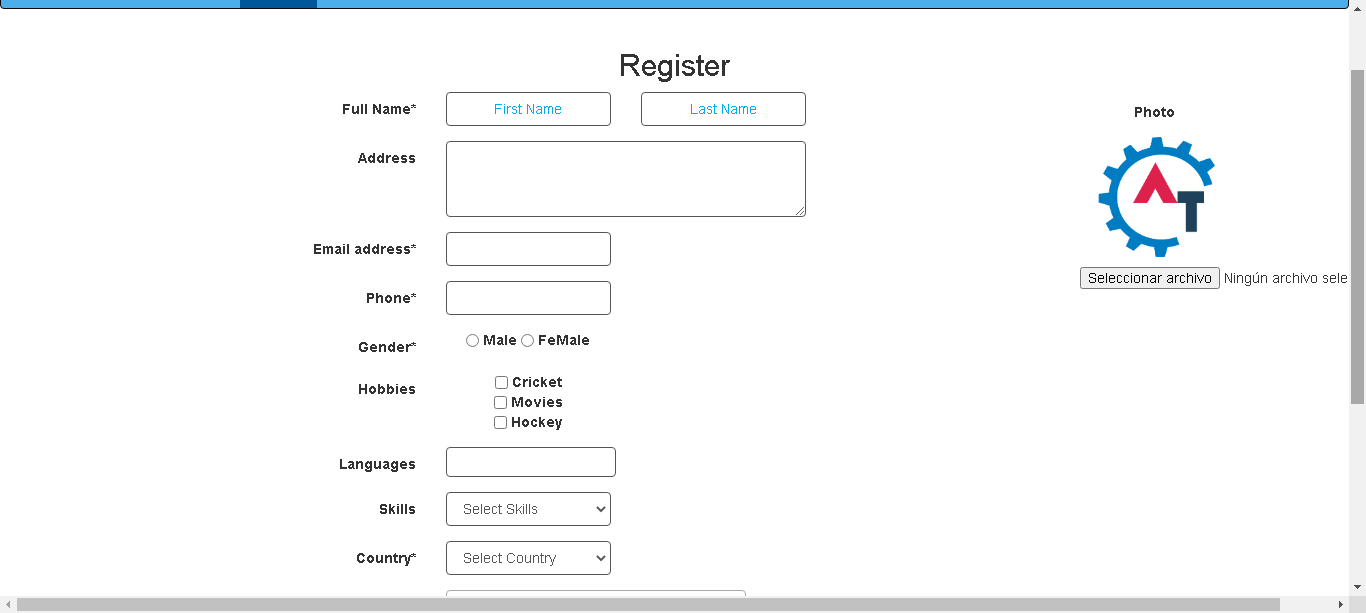 Register
Full Name* First Name Last Name
Photo
Address
AT
Email address*
Seleccionar archivo Ningún archivo sele
Phone*
Gender* Male FeMale
Hobbies Cricket
Movies
Hockey
Languages
Skills Select Skills
Country* Select Country